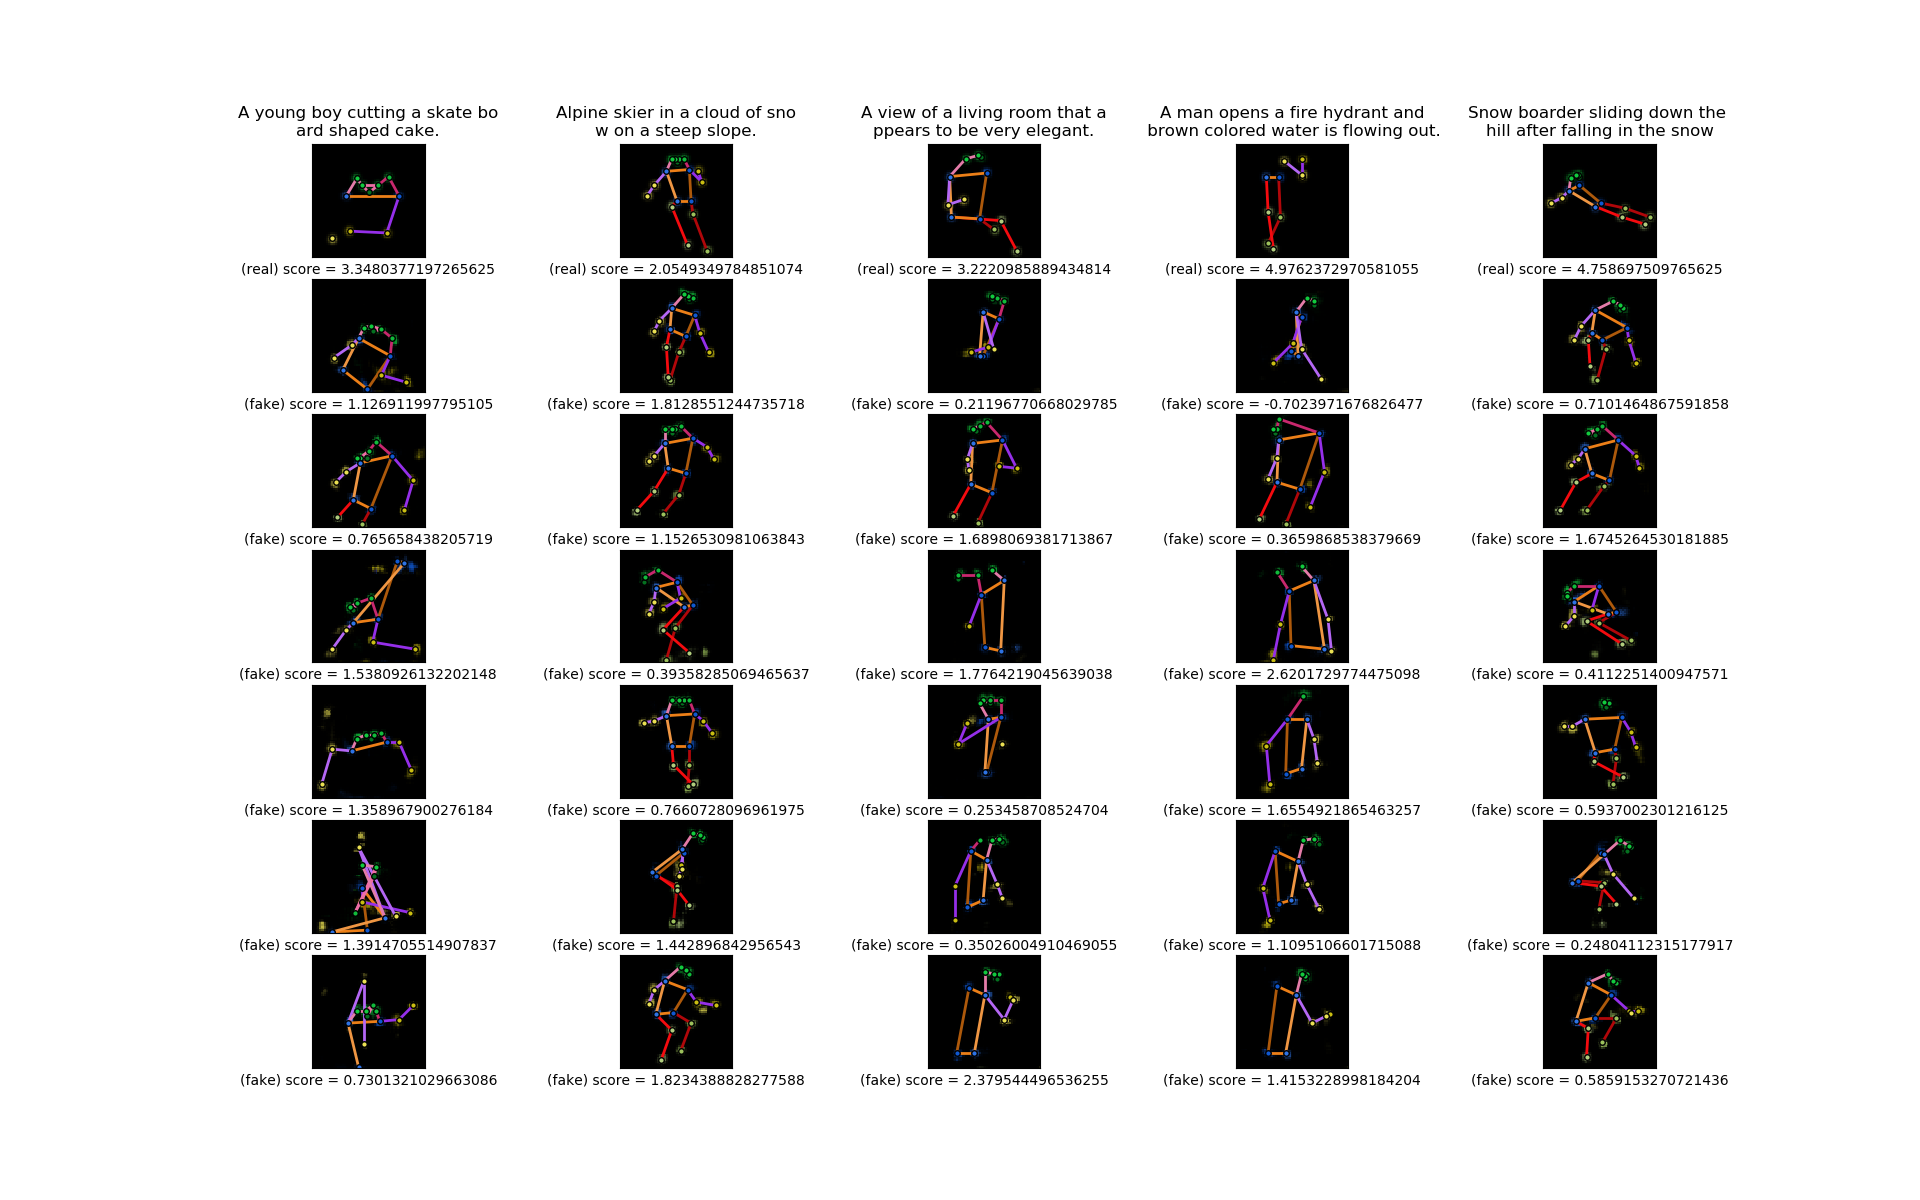 A young boy cutting a skate bo
ard shaped cake.
Alpine skier in a cloud of sno
w on a steep slope.
A view of a living room that a
ppears to be very elegant.
A man opens a fire hydrant and
brown colored water is flowing out.
Snow boarder sliding down the
hill after falling in the snow
(real) score = 3.3480377197265625
(real) score = 2.0549349784851074
(real) score = 3.2220985889434814
(real) score = 4.9762372970581055
(real) score = 4.758697509765625
(fake) score = 1.126911997795105
(fake) score = 1.8128551244735718
(fake) score = 0.21196770668029785
(fake) score = -0.7023971676826477
(fake) score = 0.7101464867591858
(fake) score = 0.765658438205719
(fake) score = 1.1526530981063843
(fake) score = 1.6898069381713867
(fake) score = 0.3659868538379669
(fake) score = 1.6745264530181885
(fake) score = 1.5380926132202148
(fake) score = 0.39358285069465637
(fake) score = 1.7764219045639038
(fake) score = 2.6201729774475098
(fake) score = 0.4112251400947571
(fake) score = 1.358967900276184
(fake) score = 0.7660728096961975
(fake) score = 0.253458708524704
(fake) score = 1.6554921865463257
(fake) score = 0.5937002301216125
(fake) score = 1.3914705514907837
(fake) score = 1.442896842956543
(fake) score = 0.35026004910469055
(fake) score = 1.1095106601715088
(fake) score = 0.24804112315177917
(fake) score = 0.7301321029663086
(fake) score = 1.8234388828277588
(fake) score = 2.379544496536255
(fake) score = 1.4153228998184204
(fake) score = 0.5859153270721436